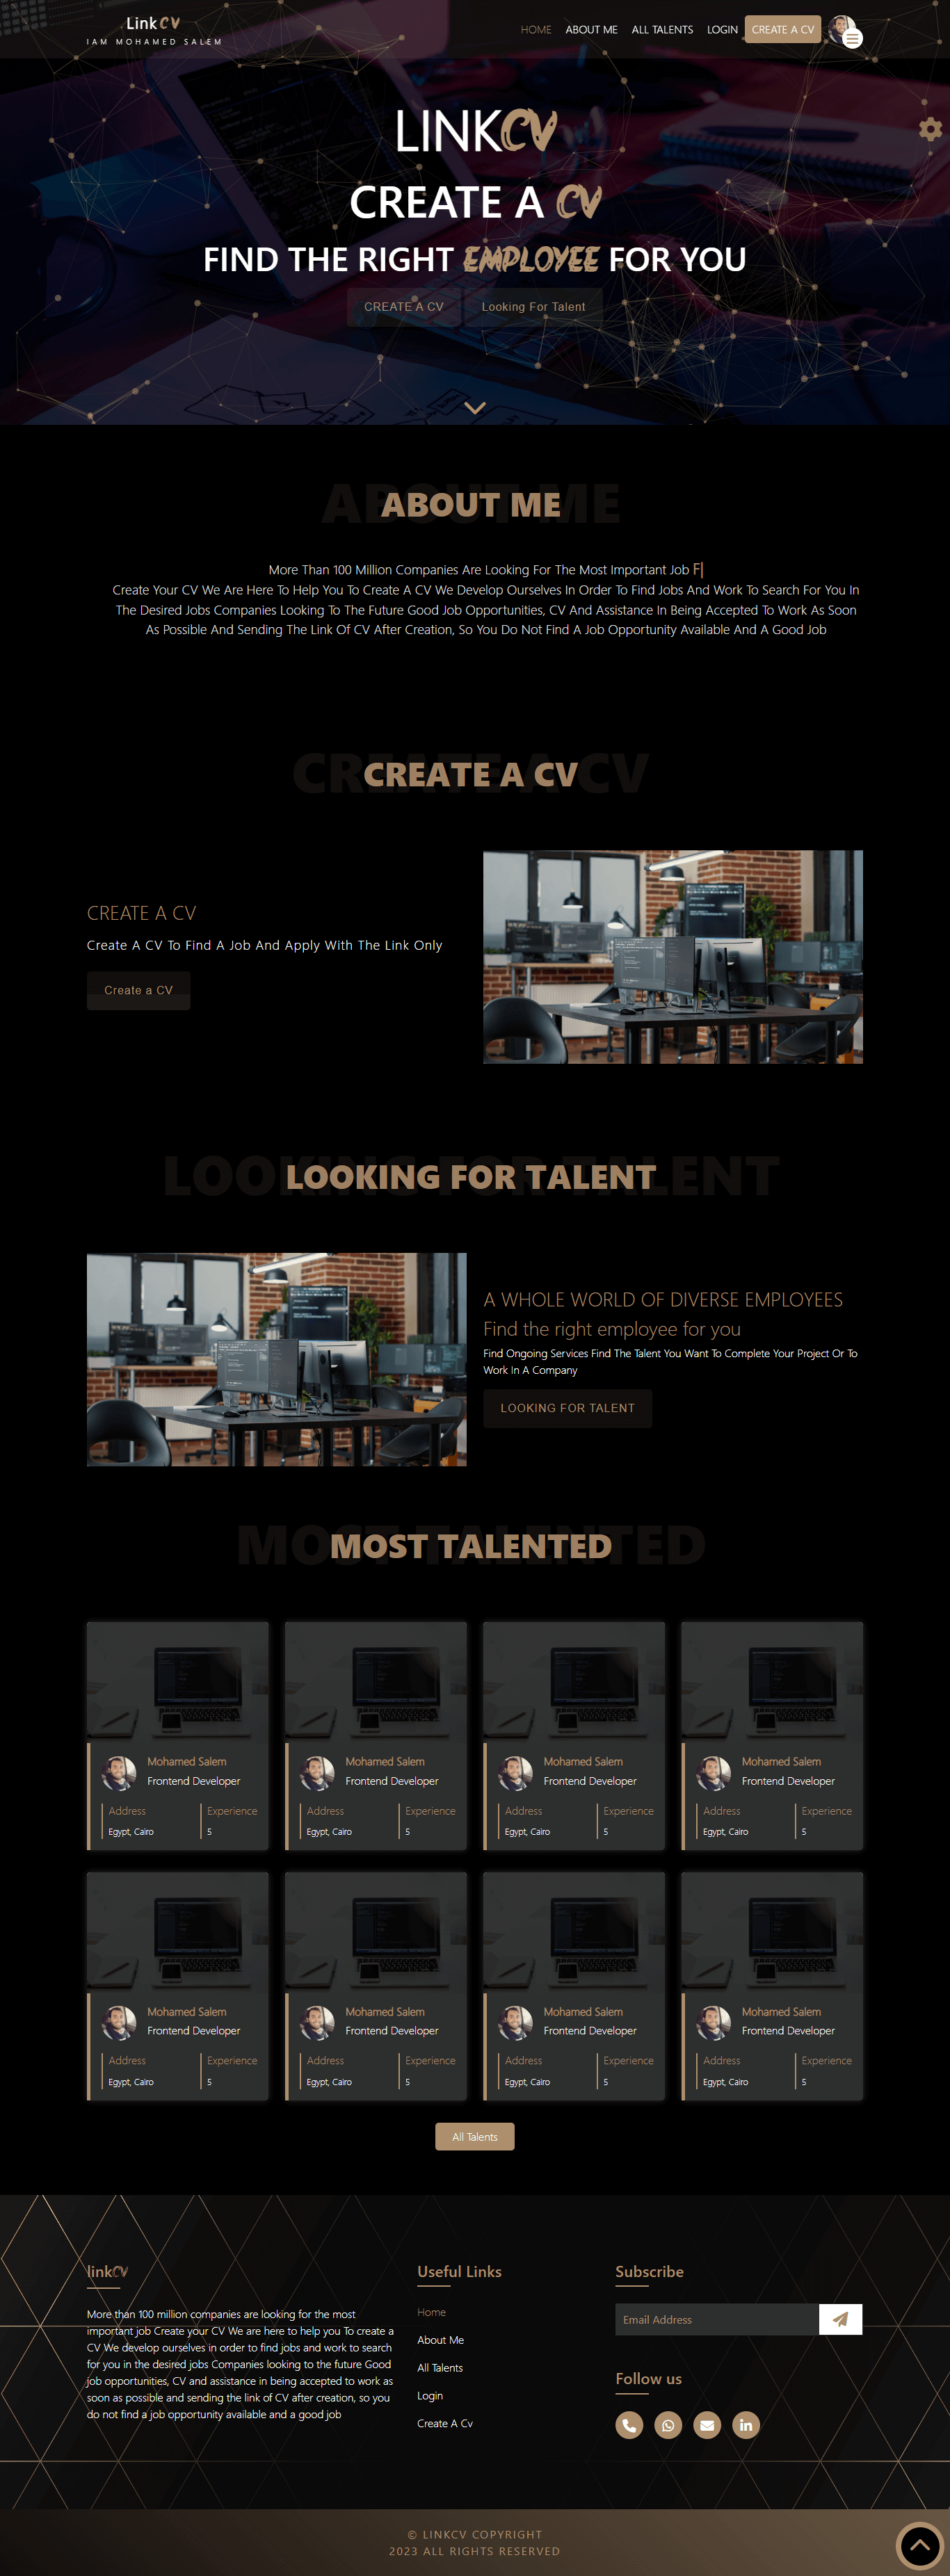 LinkCV
IAM MOHAMED SALEM
HOME
ABOUT ME
ALL TALENTS
LOGIN
CREATE A CV
LINKCV
CREATE A CV
FIND THE RIGHT EMPLOYEE FOR YOU
CREATE A CV
Looking For Talent
ABOUT ME
ABOUT ME
More Than 100 Million Companies Are Looking For The Most Important Job F|
Create Your CV We Are Here To Help You To Create A CV We Develop Ourselves In Order To Find Jobs And Work To Search For You In
The Desired Jobs Companies Looking To The Future Good Job Opportunities, CV And Assistance In Being Accepted To Work As Soon
As Possible And Sending The Link Of CV After Creation, So You Do Not Find A Job Opportunity Available And A Good Job
CREATE A CV
CREATE A CV
CREATE A CV
Create A CV To Find A Job And Apply With The Link Only
Create a CV
LOOKING FOR TALENT
LOOKING FOR TALENT
A WHOLE WORLD OF DIVERSE EMPLOYEES
Find the right employee for you
Find Ongoing Services Find The Talent You Want To Complete Your Project Or To
Work In A Company
LOOKING FOR TALENT
MOST TALENTED
MOST TALENTED
Mohamed Salem
Frontend Developer
Address
Experience
Egypt, Cairo
5
Mohamed Salem
Frontend Developer
Address
Experience
Egypt, Cairo
5
Mohamed Salem
Frontend Developer
Address
Experience
Egypt, Cairo
5
Mohamed Salem
Frontend Developer
Address
Experience
Egypt, Cairo
5
Mohamed Salem
Frontend Developer
Address
Experience
Egypt, Cairo
5
Mohamed Salem
Frontend Developer
Address
Experience
Egypt, Cairo
5
Mohamed Salem
Frontend Developer
Address
Experience
Egypt, Cairo
5
Mohamed Salem
Frontend Developer
Address
Experience
Egypt, Cairo
5
All Talents
linkCV
More than 100 million companies are looking for the most
important job Create your CV We are here to help you To create a
CV We develop ourselves in order to find jobs and work to search
for you in the desired jobs Companies looking to the future Good
job opportunities, CV and assistance in being accepted to work as
soon as possible and sending the link of CV after creation, so you
do not find a job opportunity available and a good job
Useful Links
Home
About Me
All Talents
Login
Create A Cv
Subscribe
Email Address
Follow us
© LINKCV COPYRIGHT
2023 ALL RIGHTS RESERVED